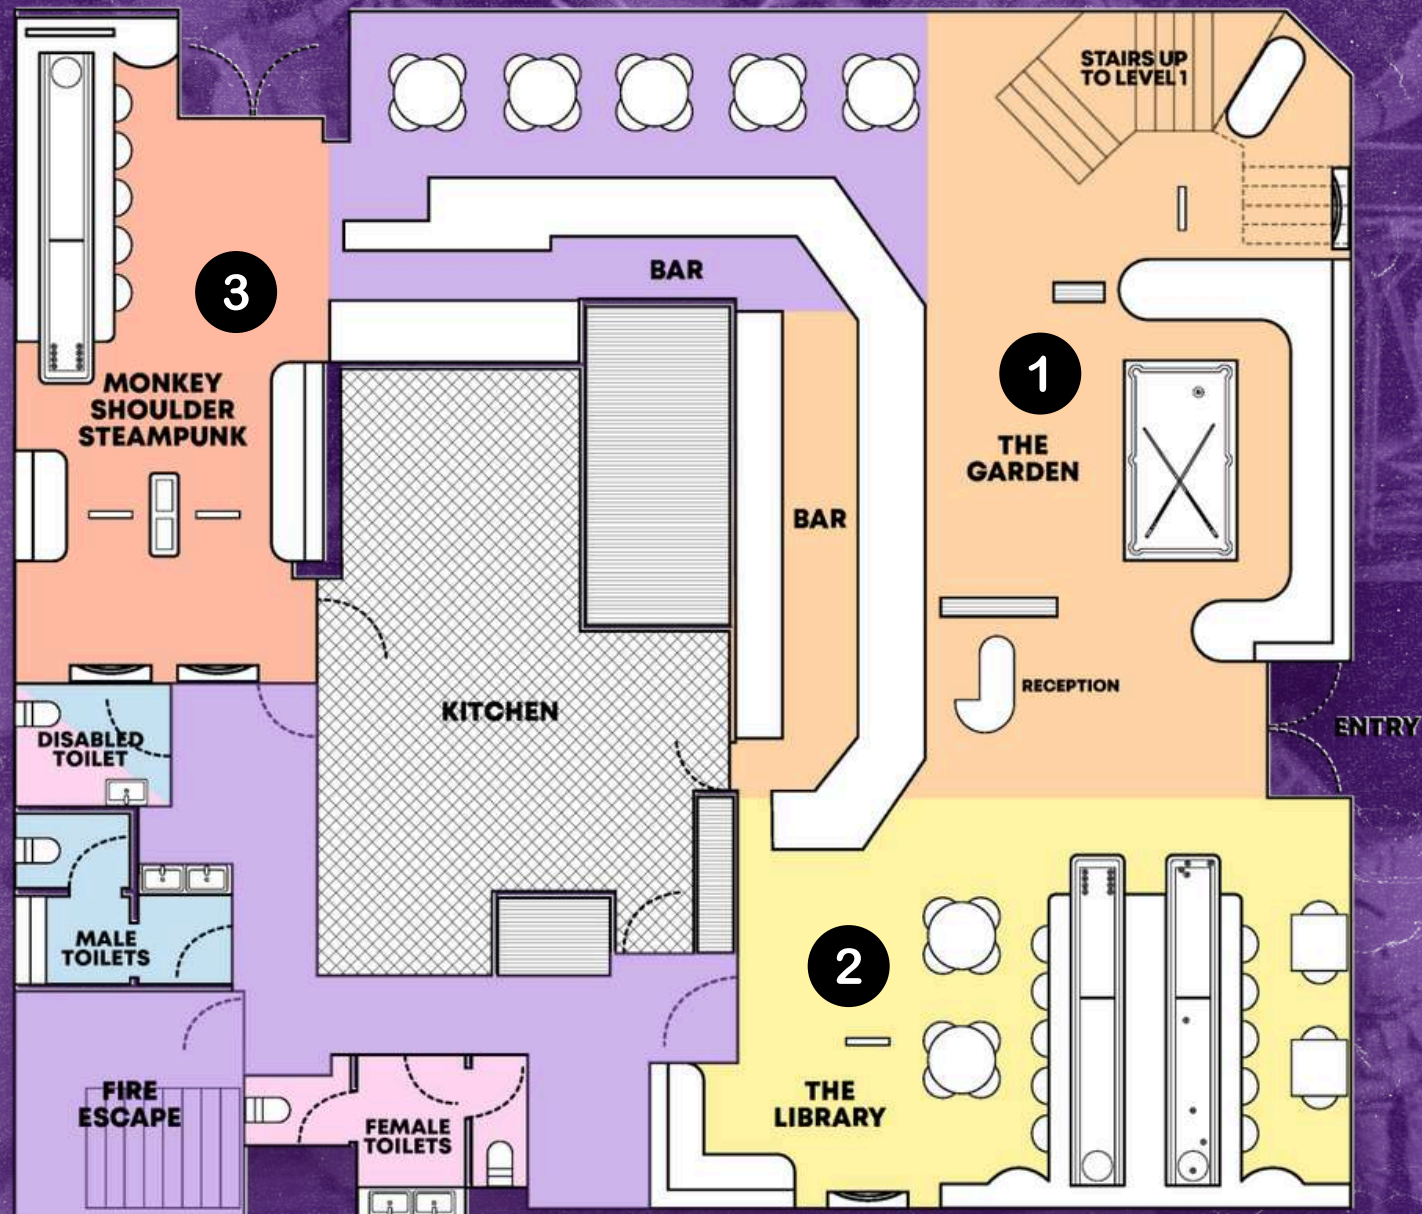 STAIRS UP
TO LEVEL 1
BAR
3
1
MONKEY
SHOULDER
STEAMPUNK
THE
GARDEN
BAR
RECEPTION
KITCHEN
ENTRY
DISABLED
TOILET
MALE
TOILETS
2
FIRE
ESCAPE
THE
LIBRARY
FEMALE
TOILETS